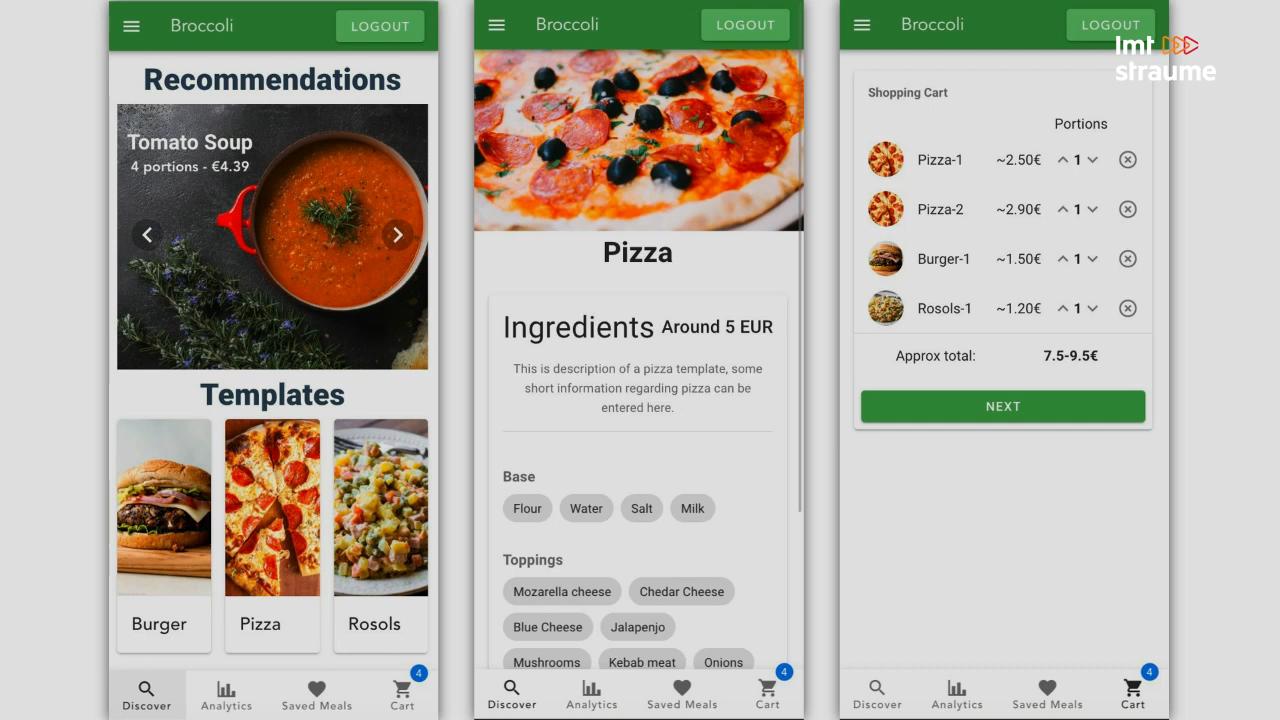 Broccoli
LOGOUT
Recommendations
Tomato Soup
4 portions - €4.39
Templates
Burger
Pizza
Rosols
4
Discover
Analytics
Saved Meals
Cart
Broccoli
LOGOUT
Pizza
Ingredients Around 5 EUR
This is description of a pizza template, some
short information regarding pizza can be
entered here.
Base
Flour Water Salt Milk
Toppings
Mozarella cheese Chedar Cheese
Blue Cheese Jalapenjo
Mushrooms Kebab meat Onions
4
Discover
Analytics
Saved Meals
Cart
Broccoli
LOGOUT
lmt
straume
Shopping Cart
Portions
Pizza-1 ~2.50€ 1
Pizza-2 ~2.90€ 1
Burger-1 ~1.50€ 1
Rosols-1 ~1.20€ 1
Approx total: 7.5-9.5€
NEXT
4
Discover
Analytics
Saved Meals
Cart